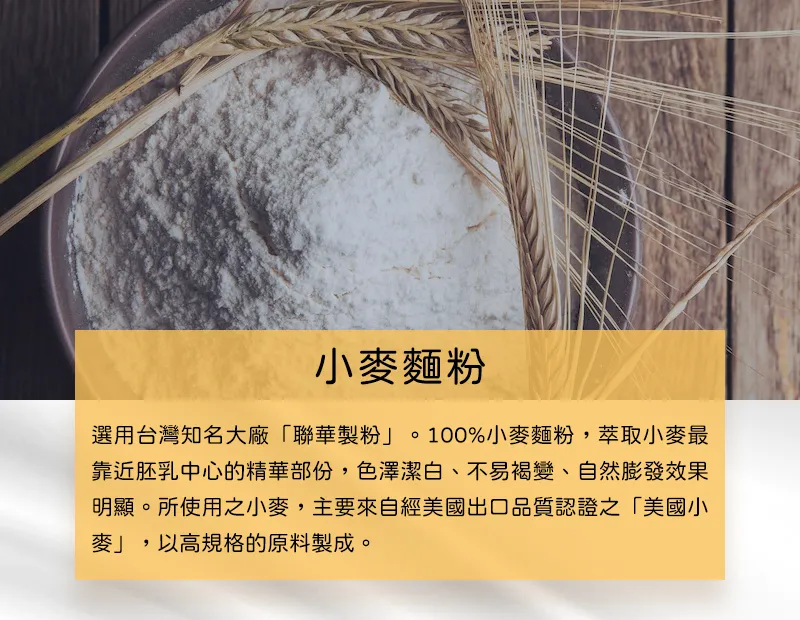 小麥麵粉
選用台灣知名大廠「聯華製粉」。100%小麥麵粉，萃取小麥最
靠近胚乳中心的精華部份，色澤潔白、不易褐變、自然膨發效果
明顯。所使用之小麥，主要來自經美國出口品質認證之「美國小
麥」，以高規格的原料製成。